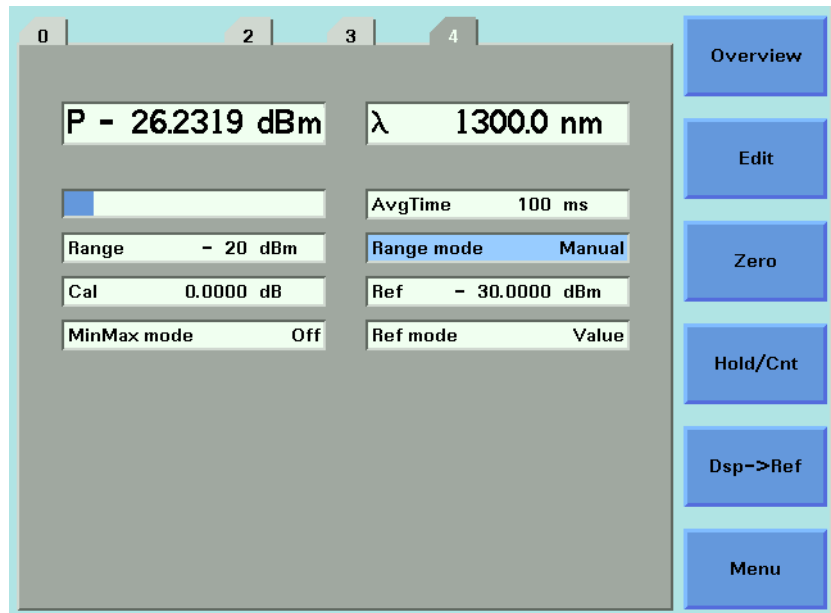 0 2 3 4
P - 26.2319 dBm
λ 1300.0 nm
AvgTime 100 ms
Range - 20 dBm
Range mode Manual
Cal 0.0000 dB
Ref - 30.0000 dBm
MinMax mode Off
Ref mode Value
Overview
Edit
Zero
Hold/Cnt
Dsp->Ref
Menu